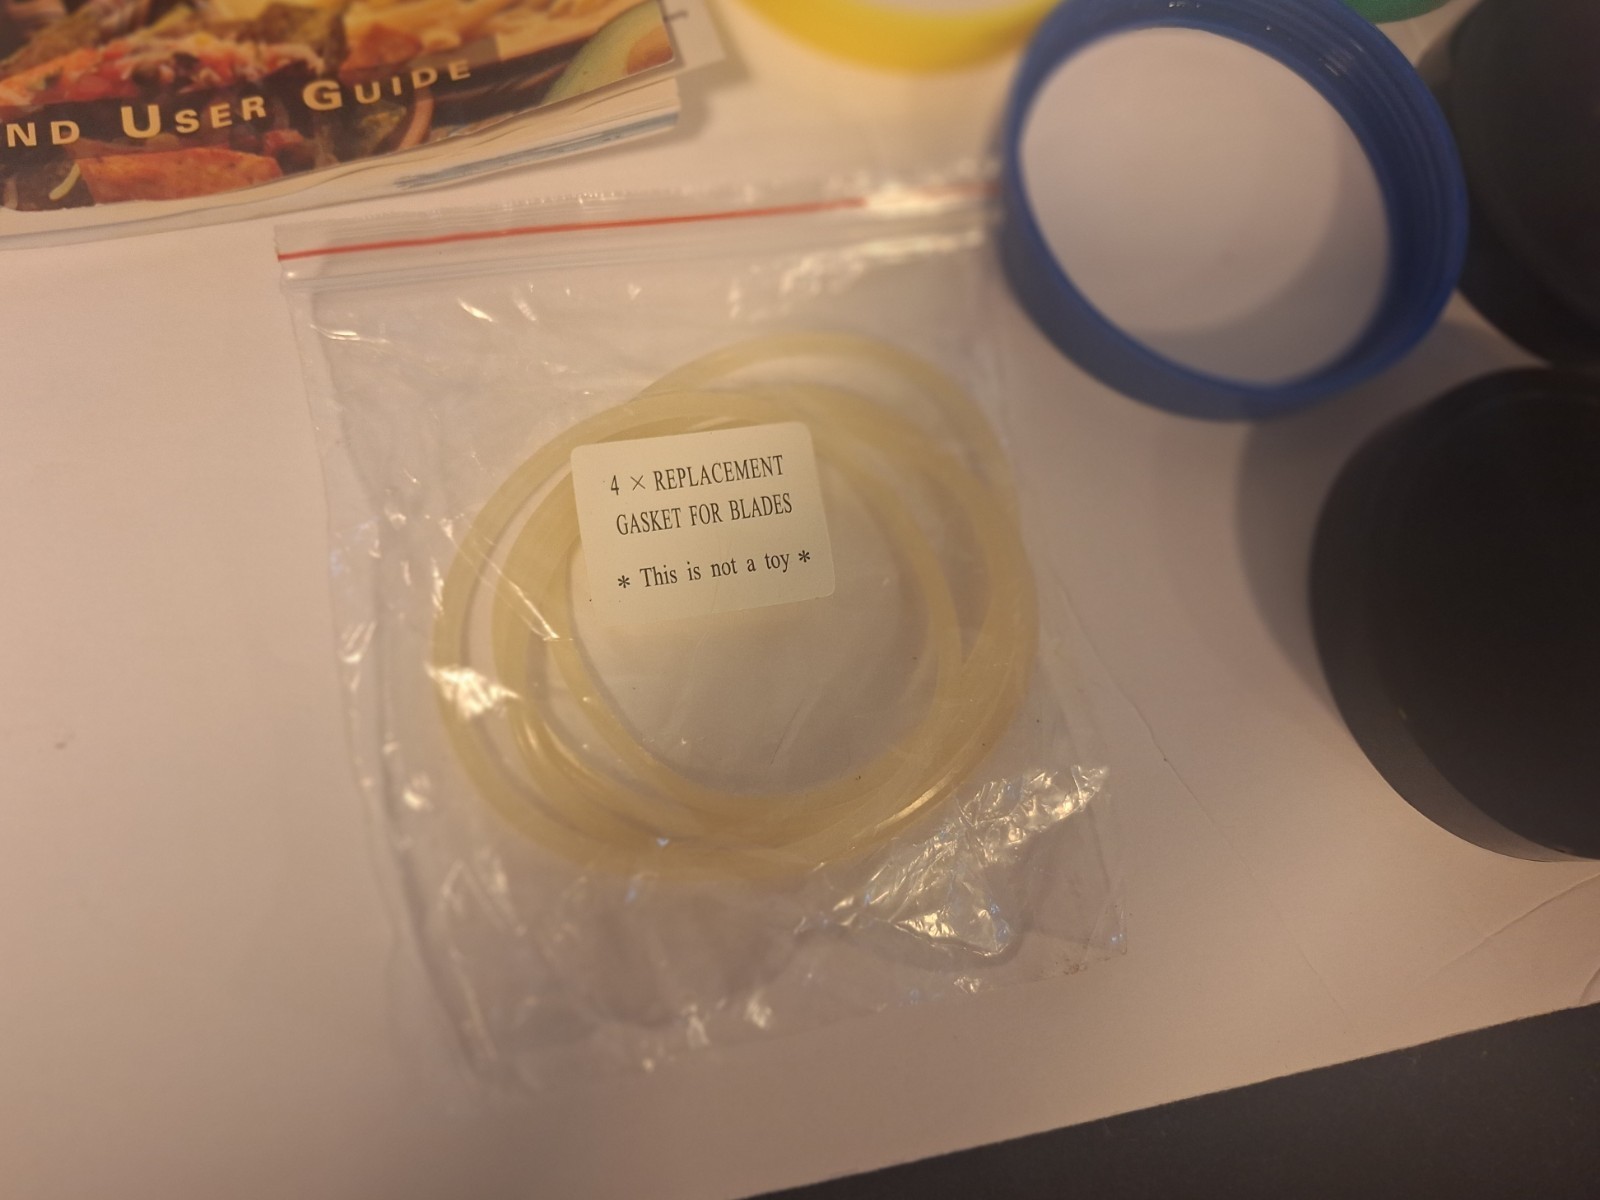 ND USER GUIDE
4 × REPLACEMENT
GASKET FOR BLADES
* This is not a toy *